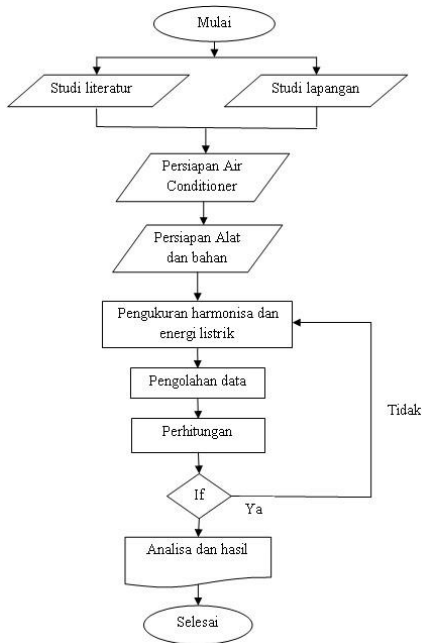 Mulai
Studi literatur
Studi lapangan
Persiapan Air
Conditioner
Persiapan Alat
dan bahan
Pengukuran harmonisa dan
energi listrik
Pengolahan data
Tidak
Perhitungan
If
Ya
Analisa dan hasil
Selesai